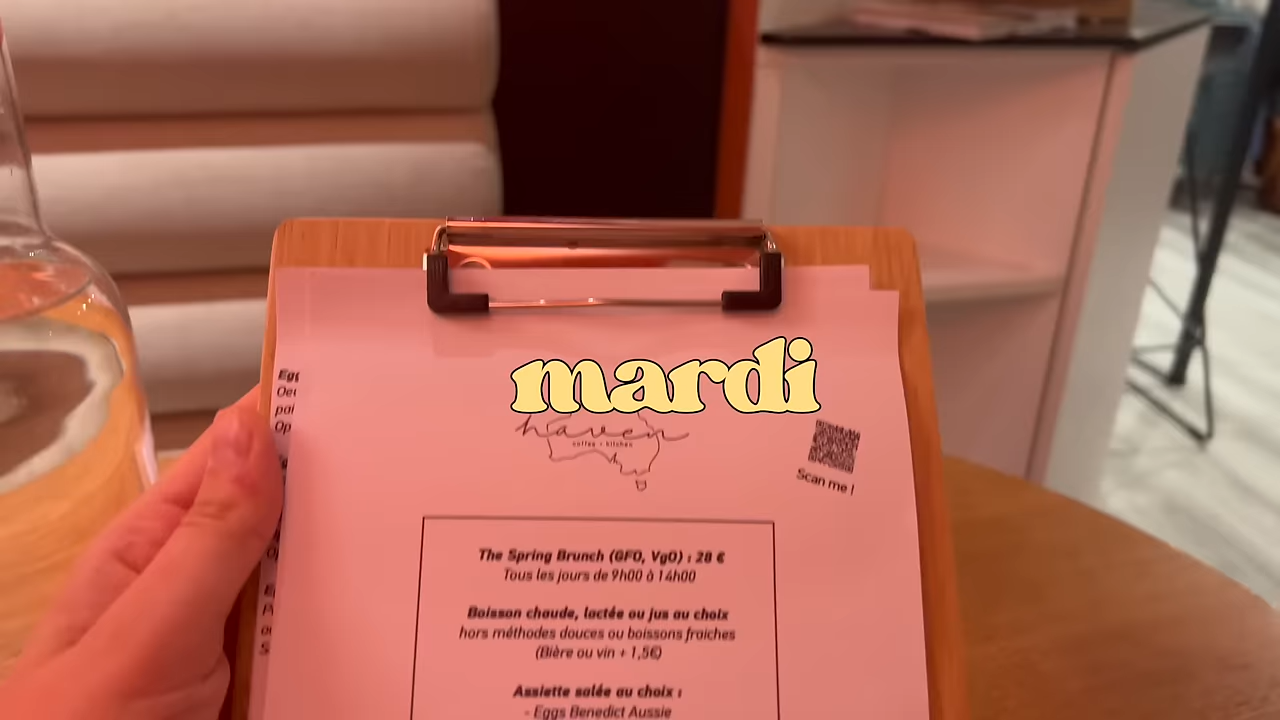 mardi
haven
coffee + kitchen
Scan me !
The Spring Brunch (GFO, VgO) : 28 €
Tous les jours de 9h00 à 14h00
Boisson chaude, lactée ou jus au choix
hors méthodes douces ou boissons fraiches
(Bière ou vin + 1,5€)
Assiette salée au choix :
- Eggs Benedict Aussie